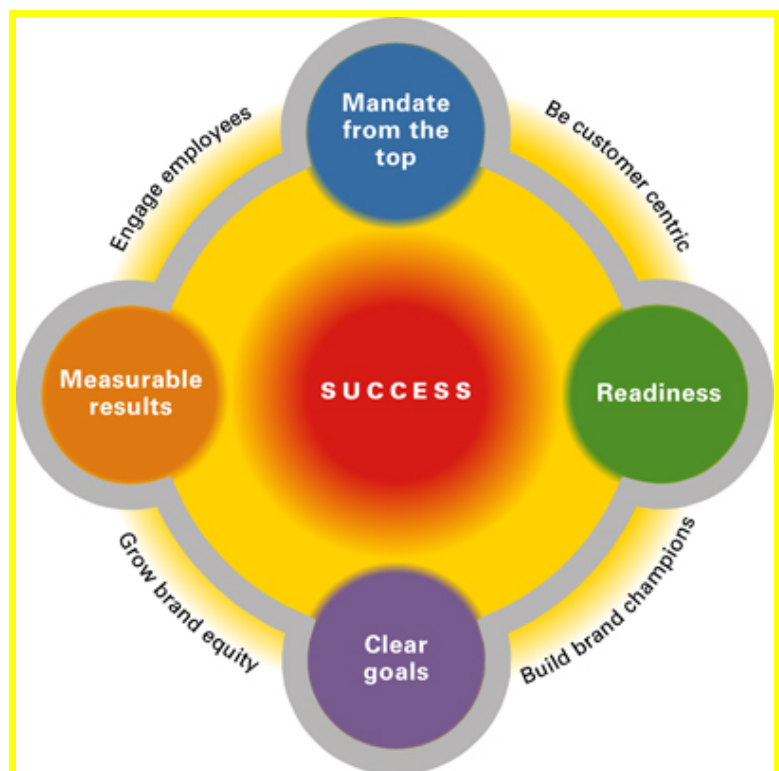 Mandate
from the
top
Engage employees
Be customer centric
Measurable
results
SUCCESS
Readiness
Grow brand equity
Build brand champions
Clear
goals